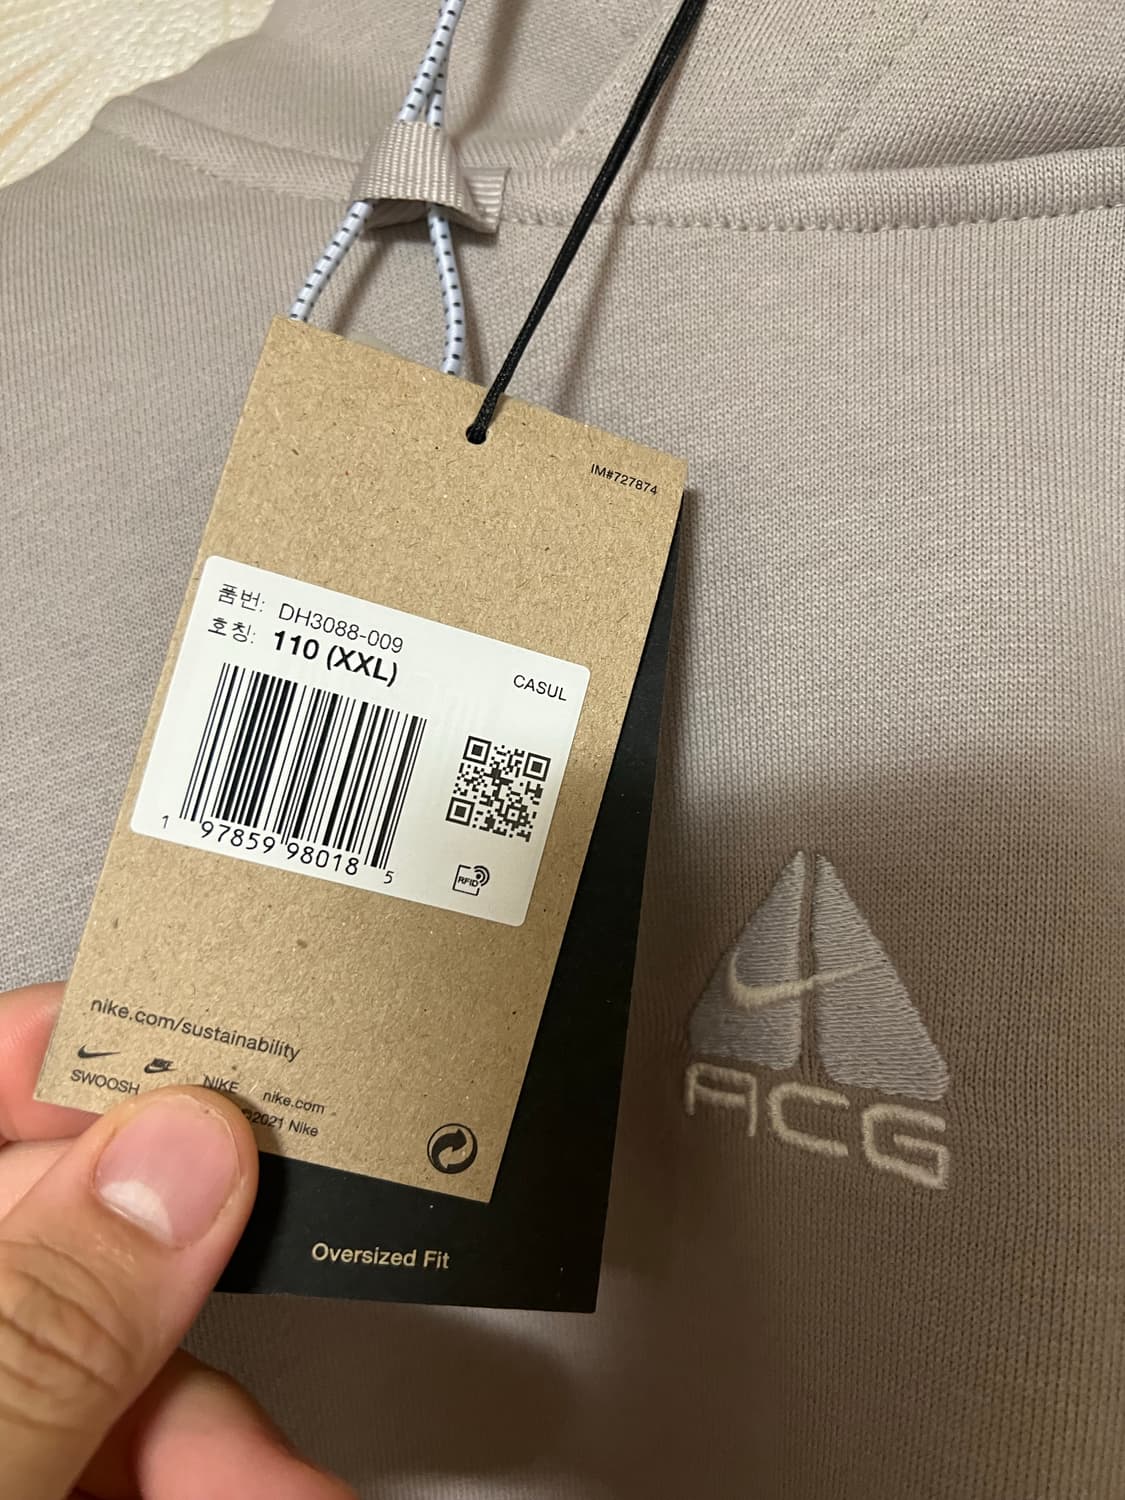 IM#727874
품번: DH3088-009
호칭: 110 (XXL)
CASUL
1 97859 98018 5
RFID
nike.com/sustainability
SWOOSH NIKE nike.com
©2021 Nike
Oversized Fit
ACG